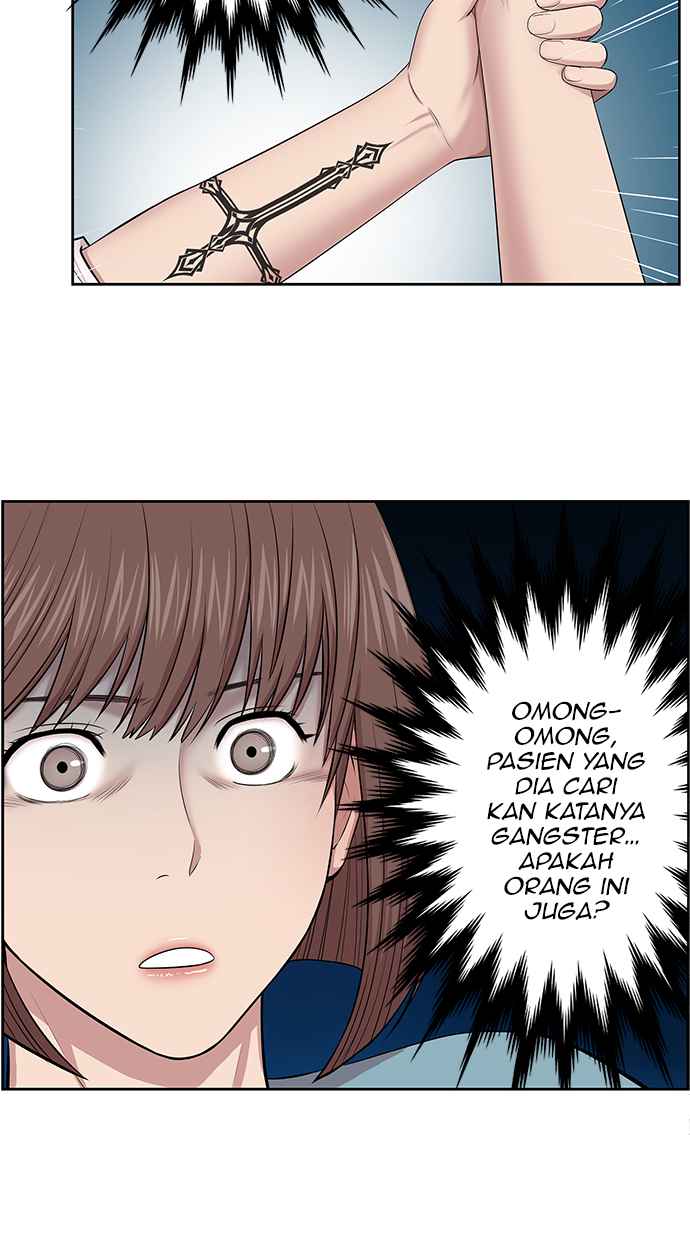 OMONG-
OMONG,
PASIEN YANG
DIA CARI
KAN KATANYA
GANGSTER...
APAKAH
ORANG INI
JUGA?